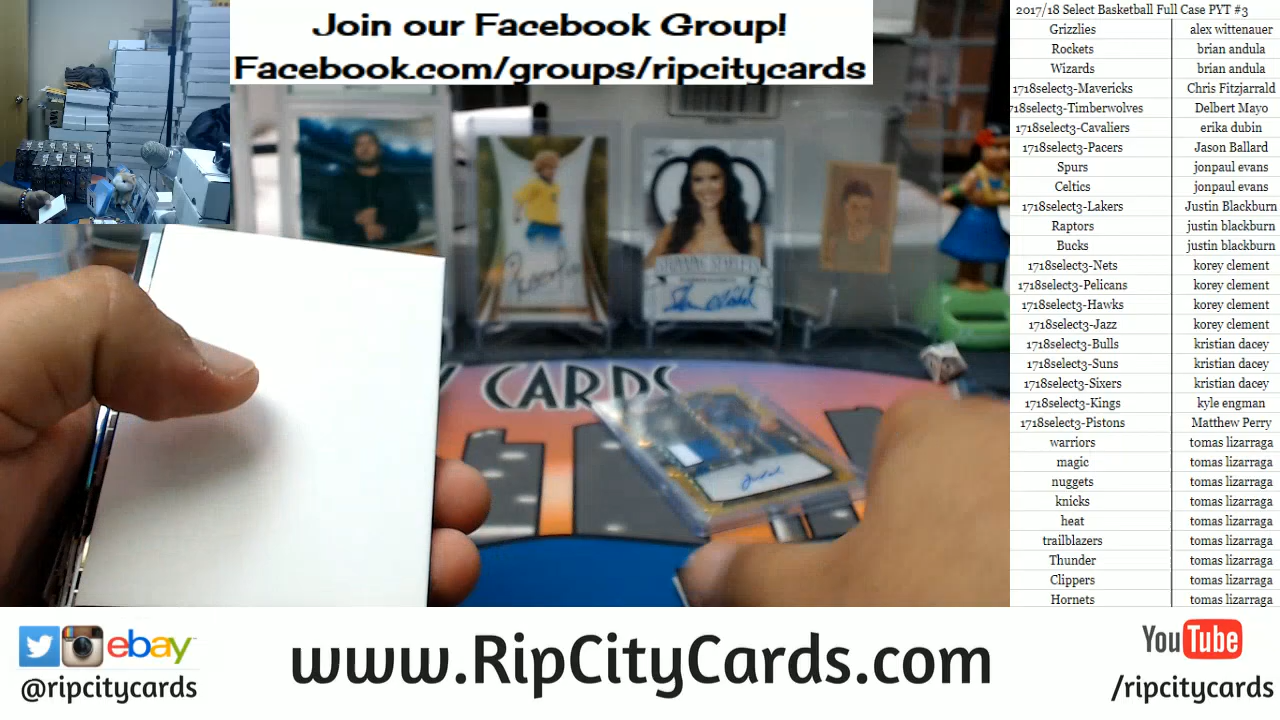 Join our Facebook Group!
Facebook.com/groups/ripcitycards
2017/18 Select Basketball Full Case PYT #3
Grizzlies alex wittenauer
Rockets brian andula
Wizards brian andula
1718select3-Mavericks Chris Fitzjarrald
718select3-Timberwolves Delbert Mayo
1718select3-Cavaliers erika dubin
1718select3-Pacers Jason Ballard
Spurs jonpaul evans
Celtics jonpaul evans
1718select3-Lakers Justin Blackburn
Raptors justin blackburn
Bucks justin blackburn
1718select3-Nets korey clement
1718select3-Pelicans korey clement
1718select3-Hawks korey clement
1718select3-Jazz korey clement
1718select3-Bulls kristian dacey
1718select3-Suns kristian dacey
1718select3-Sixers kristian dacey
1718select3-Kings kyle engman
1718select3-Pistons Matthew Perry
warriors tomas lizarraga
magic tomas lizarraga
nuggets tomas lizarraga
knicks tomas lizarraga
heat tomas lizarraga
trailblazers tomas lizarraga
Thunder tomas lizarraga
Clippers tomas lizarraga
Hornets tomas lizarraga
CARDS
ebay
@ripcitycards
www.RipCityCards.com
YouTube
/ripcitycards